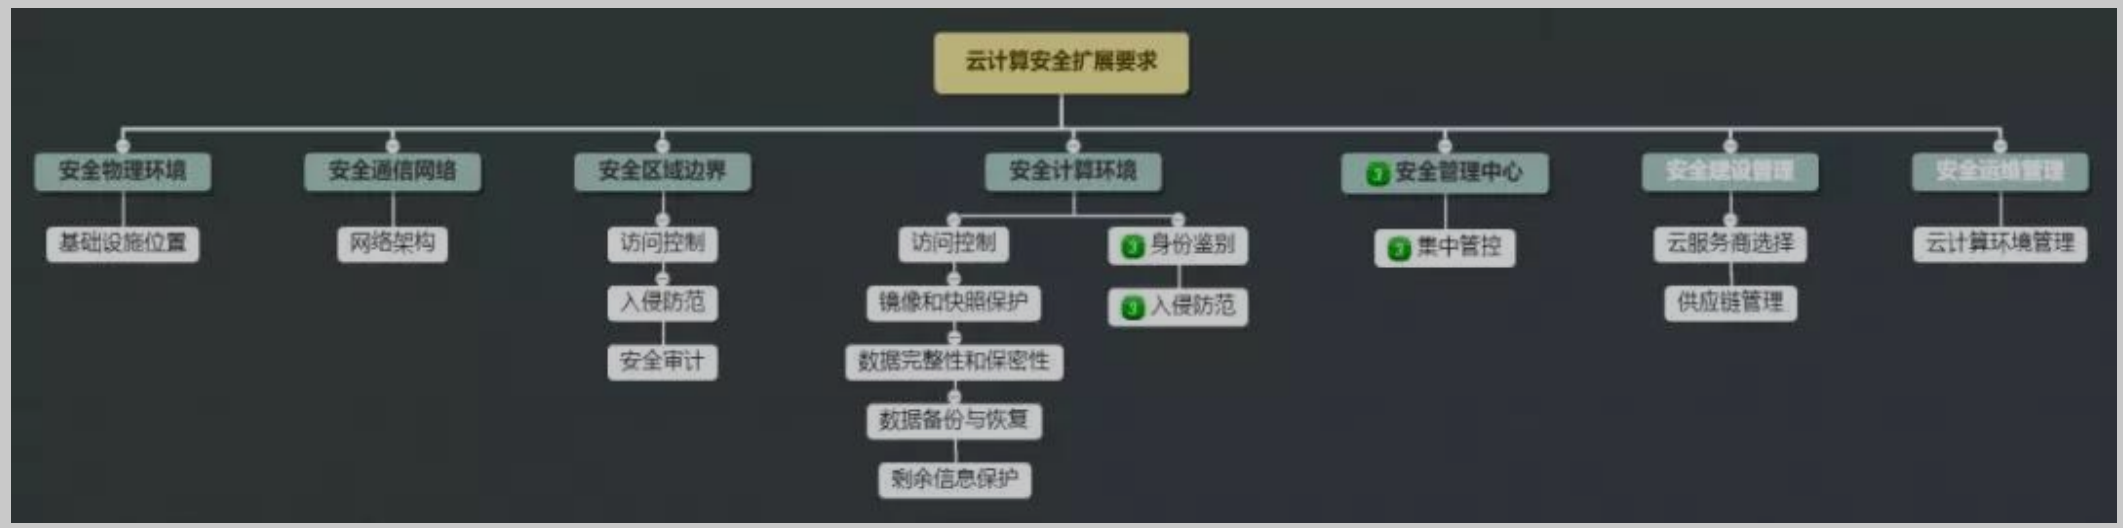 云计算安全扩展要求
安全物理环境
基础设施位置
安全通信网络
网络架构
安全区域边界
访问控制
入侵防范
安全审计
安全计算环境
访问控制
镜像和快照保护
数据完整性和保密性
数据备份与恢复
剩余信息保护
3 身份鉴别
3 入侵防范
3 安全管理中心
3 集中管控
安全建设管理
云服务商选择
供应链管理
安全运维管理
云计算环境管理